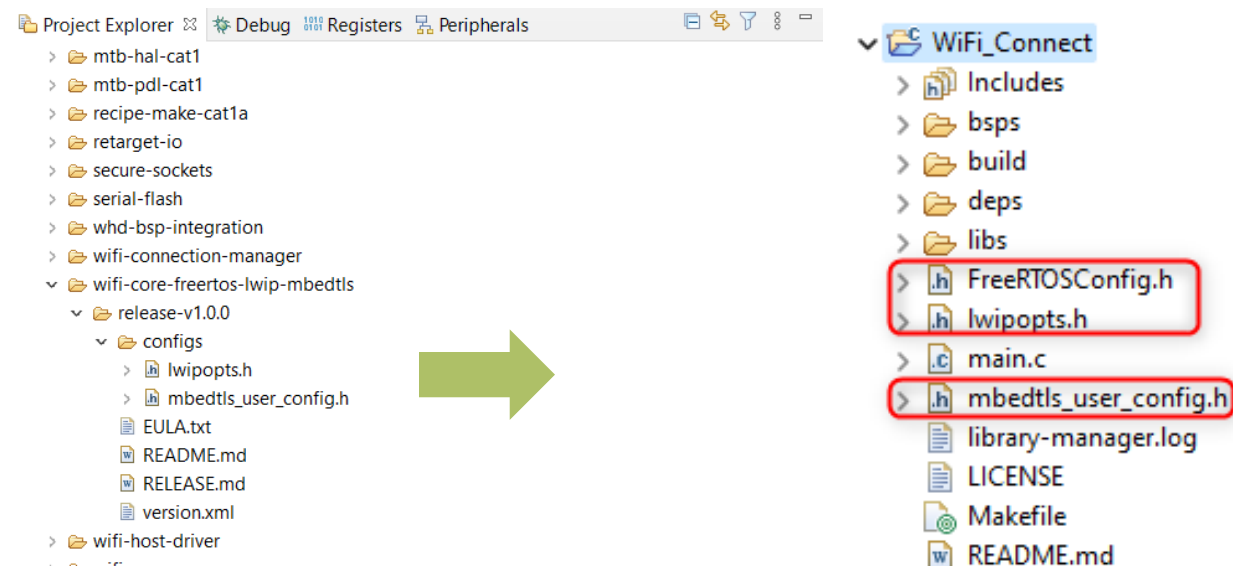 Project Explorer Debug Registers Peripherals
mtb-hal-cat1
mtb-pdl-cat1
recipe-make-cat1a
retarget-io
secure-sockets
serial-flash
whd-bsp-integration
wifi-connection-manager
wifi-core-freertos-lwip-mbedtls
release-v1.0.0
configs
lwipopts.h
mbedtls_user_config.h
EULA.txt
README.md
RELEASE.md
version.xml
wifi-host-driver
WiFi_Connect
Includes
bsps
build
deps
libs
FreeRTOSConfig.h
lwipopts.h
main.c
mbedtls_user_config.h
library-manager.log
LICENSE
Makefile
README.md